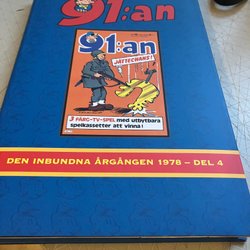 91:an
91:an
JÄTTECHANS!
3 FÄRG-TV-SPEL med utbytbara
spelkassetter att vinna!
DEN INBUNDNA ÅRGÅNGEN 1978 – DEL 4